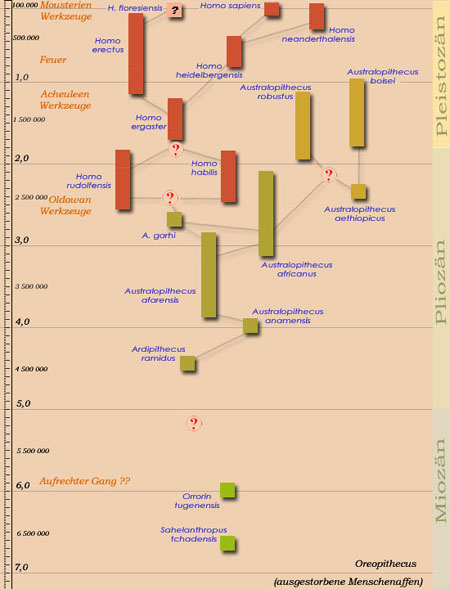 100.000
Mousterien
Werkzeuge
H. floresiensis
?
Homo sapiens
500.000
Homo
erectus
Homo
neanderthalensis
Feuer
Homo
heidelbergensis
1,0
Australopithecus
boisei
Australopithecus
robustus
Acheuleen
Werkzeuge
1 500 000
Homo
ergaster
?
2,0
Homo
rudolfensis
Homo
habilis
?
?
2 500 000
Oldowan
Werkzeuge
Australopithecus
aethiopicus
A. garhi
3,0
Australopithecus
africanus
3 500 000
Australopithecus
afarensis
Australopithecus
anamensis
4,0
Ardipithecus
ramidus
4 500 000
5,0
?
5 500 000
Aufrechter Gang ??
6,0
Orrorin
tugenensis
6 500 000
Sahelanthropus
tchadensis
7,0
Oreopithecus
(ausgestorbene Menschenaffen)
Pleistozän
Pliozän
Miozän